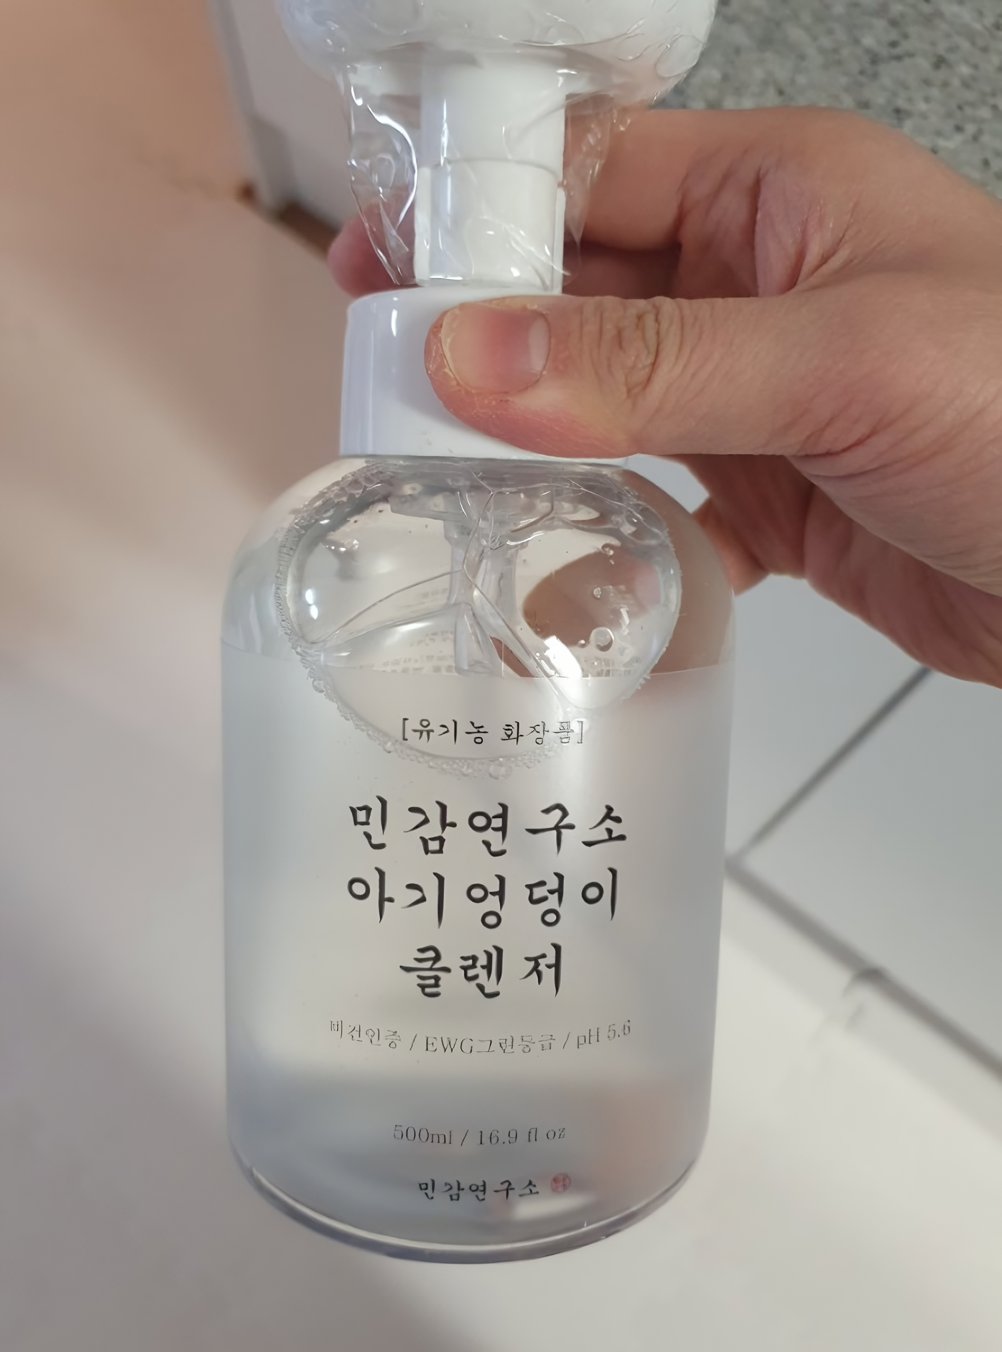 [유기농 화장품]
민감연구소
아기엉덩이
클렌저
비건인증 / EWG그린등급 / pH 5.6
500ml / 16.9 fl oz
민감연구소